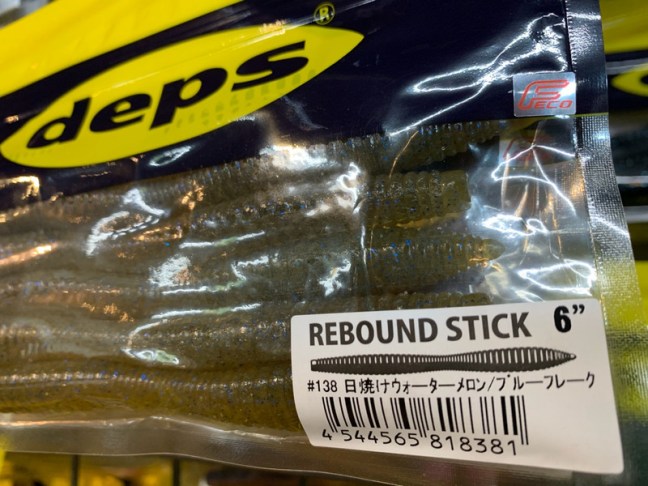 deps®
FECO
REBOUND STICK 6”
#138 日焼けウォーターメロン/ブルーフレーク
4 544565 818381